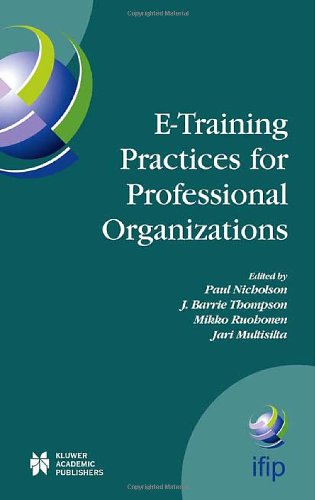 E-Training
Practices for
Professional
Organizations
Edited by
Paul Nicholson
J. Barrie Thompson
Mikko Ruohonen
Jari Multisilta
KLUWER
ACADEMIC
PUBLISHERS
ifip